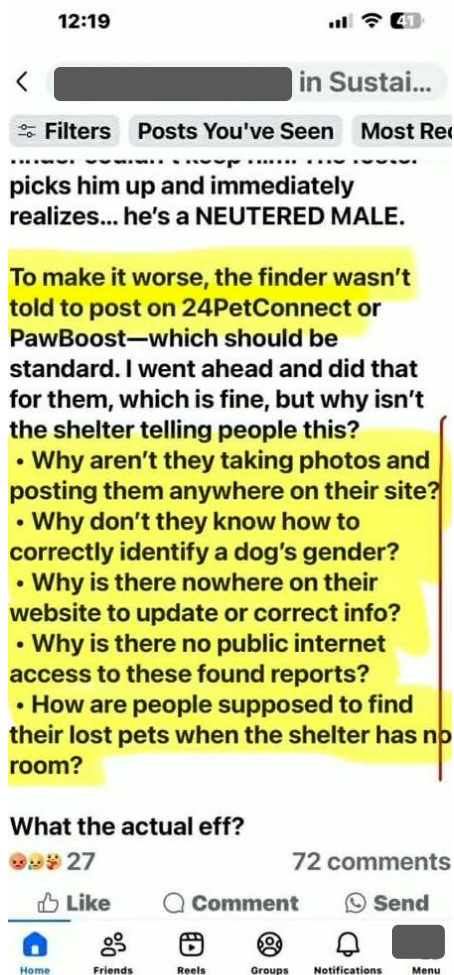 12:19
41
in Sustai...
Filters
Posts You've Seen
Most Rec
picks him up and immediately
realizes... he's a NEUTERED MALE.
To make it worse, the finder wasn't
told to post on 24PetConnect or
PawBoost—which should be
standard. I went ahead and did that
for them, which is fine, but why isn't
the shelter telling people this?
• Why aren't they taking photos and
posting them anywhere on their site?
• Why don't they know how to
correctly identify a dog's gender?
• Why is there nowhere on their
website to update or correct info?
• Why is there no public internet
access to these found reports?
• How are people supposed to find
their lost pets when the shelter has no
room?
What the actual eff?
27
72 comments
Like
Comment
Send
Home
Friends
Reels
Groups
Notifications
Menu